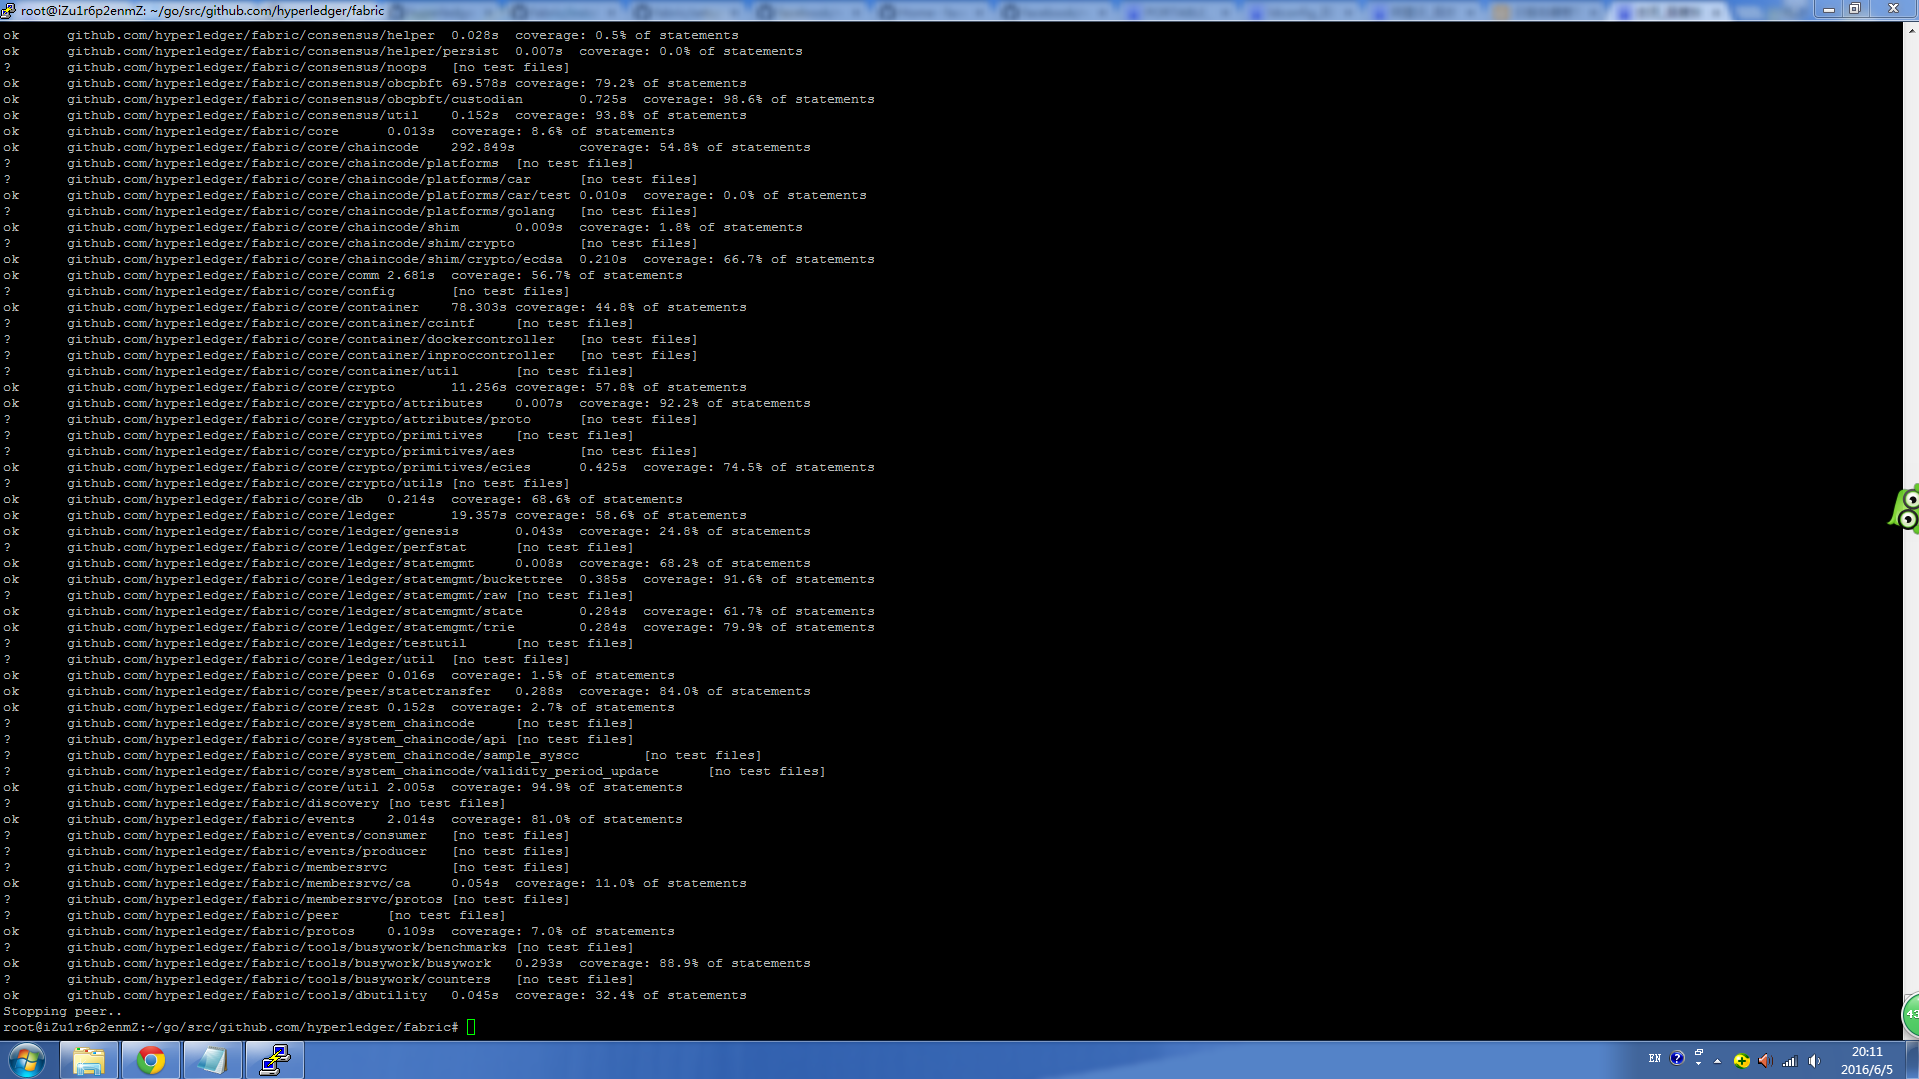 root@iZu1r6p2enmZ: ~/go/src/github.com/hyperledger/fabric
ok github.com/hyperledger/fabric/consensus/helper 0.028s coverage: 0.5% of statements
ok github.com/hyperledger/fabric/consensus/helper/persist 0.007s coverage: 0.0% of statements
? github.com/hyperledger/fabric/consensus/noops [no test files]
ok github.com/hyperledger/fabric/consensus/obcpbft 69.578s coverage: 79.2% of statements
ok github.com/hyperledger/fabric/consensus/obcpbft/custodian 0.725s coverage: 98.6% of statements
ok github.com/hyperledger/fabric/consensus/util 0.152s coverage: 93.8% of statements
ok github.com/hyperledger/fabric/core 0.013s coverage: 8.6% of statements
ok github.com/hyperledger/fabric/core/chaincode 292.849s coverage: 54.8% of statements
? github.com/hyperledger/fabric/core/chaincode/platforms [no test files]
? github.com/hyperledger/fabric/core/chaincode/platforms/car [no test files]
ok github.com/hyperledger/fabric/core/chaincode/platforms/car/test 0.010s coverage: 0.0% of statements
? github.com/hyperledger/fabric/core/chaincode/platforms/golang [no test files]
ok github.com/hyperledger/fabric/core/chaincode/shim 0.009s coverage: 1.8% of statements
? github.com/hyperledger/fabric/core/chaincode/shim/crypto [no test files]
ok github.com/hyperledger/fabric/core/chaincode/shim/crypto/ecdsa 0.210s coverage: 66.7% of statements
ok github.com/hyperledger/fabric/core/comm 2.681s coverage: 56.7% of statements
? github.com/hyperledger/fabric/core/config [no test files]
ok github.com/hyperledger/fabric/core/container 78.303s coverage: 44.8% of statements
? github.com/hyperledger/fabric/core/container/ccintf [no test files]
? github.com/hyperledger/fabric/core/container/dockercontroller [no test files]
? github.com/hyperledger/fabric/core/container/inproccontroller [no test files]
? github.com/hyperledger/fabric/core/container/util [no test files]
ok github.com/hyperledger/fabric/core/crypto 11.256s coverage: 57.8% of statements
ok github.com/hyperledger/fabric/core/crypto/attributes 0.007s coverage: 92.2% of statements
? github.com/hyperledger/fabric/core/crypto/attributes/proto [no test files]
? github.com/hyperledger/fabric/core/crypto/primitives [no test files]
? github.com/hyperledger/fabric/core/crypto/primitives/aes [no test files]
ok github.com/hyperledger/fabric/core/crypto/primitives/ecies 0.425s coverage: 74.5% of statements
? github.com/hyperledger/fabric/core/crypto/utils [no test files]
ok github.com/hyperledger/fabric/core/db 0.214s coverage: 68.6% of statements
ok github.com/hyperledger/fabric/core/ledger 19.357s coverage: 58.6% of statements
ok github.com/hyperledger/fabric/core/ledger/genesis 0.043s coverage: 24.8% of statements
? github.com/hyperledger/fabric/core/ledger/perfstat [no test files]
ok github.com/hyperledger/fabric/core/ledger/statemgmt 0.008s coverage: 68.2% of statements
ok github.com/hyperledger/fabric/core/ledger/statemgmt/buckettree 0.385s coverage: 91.6% of statements
? github.com/hyperledger/fabric/core/ledger/statemgmt/raw [no test files]
ok github.com/hyperledger/fabric/core/ledger/statemgmt/state 0.284s coverage: 61.7% of statements
ok github.com/hyperledger/fabric/core/ledger/statemgmt/trie 0.284s coverage: 79.9% of statements
? github.com/hyperledger/fabric/core/ledger/testutil [no test files]
? github.com/hyperledger/fabric/core/ledger/util [no test files]
ok github.com/hyperledger/fabric/core/peer 0.016s coverage: 1.5% of statements
ok github.com/hyperledger/fabric/core/peer/statetransfer 0.288s coverage: 84.0% of statements
ok github.com/hyperledger/fabric/core/rest 0.152s coverage: 2.7% of statements
? github.com/hyperledger/fabric/core/system_chaincode [no test files]
? github.com/hyperledger/fabric/core/system_chaincode/api [no test files]
? github.com/hyperledger/fabric/core/system_chaincode/sample_syscc [no test files]
? github.com/hyperledger/fabric/core/system_chaincode/validity_period_update [no test files]
ok github.com/hyperledger/fabric/core/util 2.005s coverage: 94.9% of statements
? github.com/hyperledger/fabric/discovery [no test files]
ok github.com/hyperledger/fabric/events 2.014s coverage: 81.0% of statements
? github.com/hyperledger/fabric/events/consumer [no test files]
? github.com/hyperledger/fabric/events/producer [no test files]
? github.com/hyperledger/fabric/membersrvc [no test files]
ok github.com/hyperledger/fabric/membersrvc/ca 0.054s coverage: 11.0% of statements
? github.com/hyperledger/fabric/membersrvc/protos [no test files]
? github.com/hyperledger/fabric/peer [no test files]
ok github.com/hyperledger/fabric/protos 0.109s coverage: 7.0% of statements
? github.com/hyperledger/fabric/tools/busywork/benchmarks [no test files]
ok github.com/hyperledger/fabric/tools/busywork/busywork 0.293s coverage: 88.9% of statements
? github.com/hyperledger/fabric/tools/busywork/counters [no test files]
ok github.com/hyperledger/fabric/tools/dbutility 0.045s coverage: 32.4% of statements
Stopping peer..
root@iZu1r6p2enmZ:~/go/src/github.com/hyperledger/fabric#
43
EN
20:11
2016/6/5